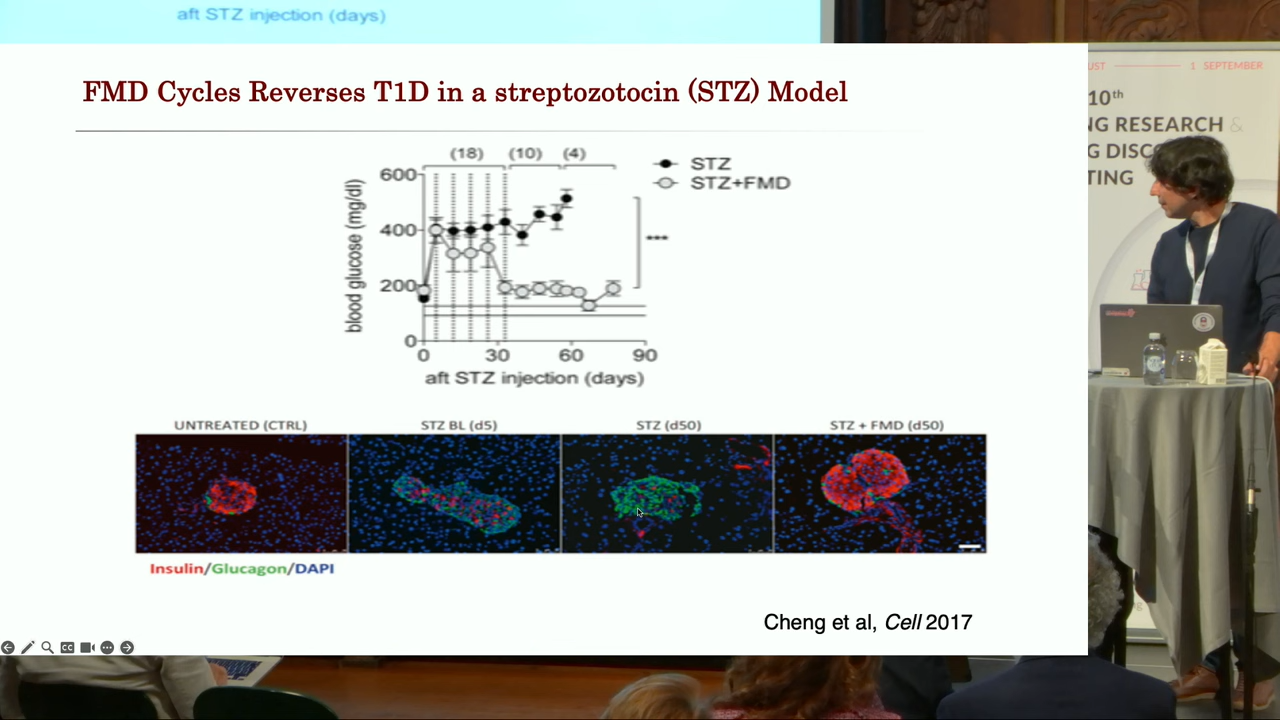 aft STZ injection (days)
FMD Cycles Reverses T1D in a streptozotocin (STZ) Model
(18) (10) (4)
STZ
STZ+FMD
blood glucose (mg/dl)
600
400
200
0
***
0 30 60 90
aft STZ injection (days)
UNTREATED (CTRL) STZ BL (d5) STZ (d50) STZ + FMD (d50)
Insulin/Glucagon/DAPI
Cheng et al, Cell 2017
UST 1 SEPTEMBER
10th
NG RESEARCH &
G DISC
TING